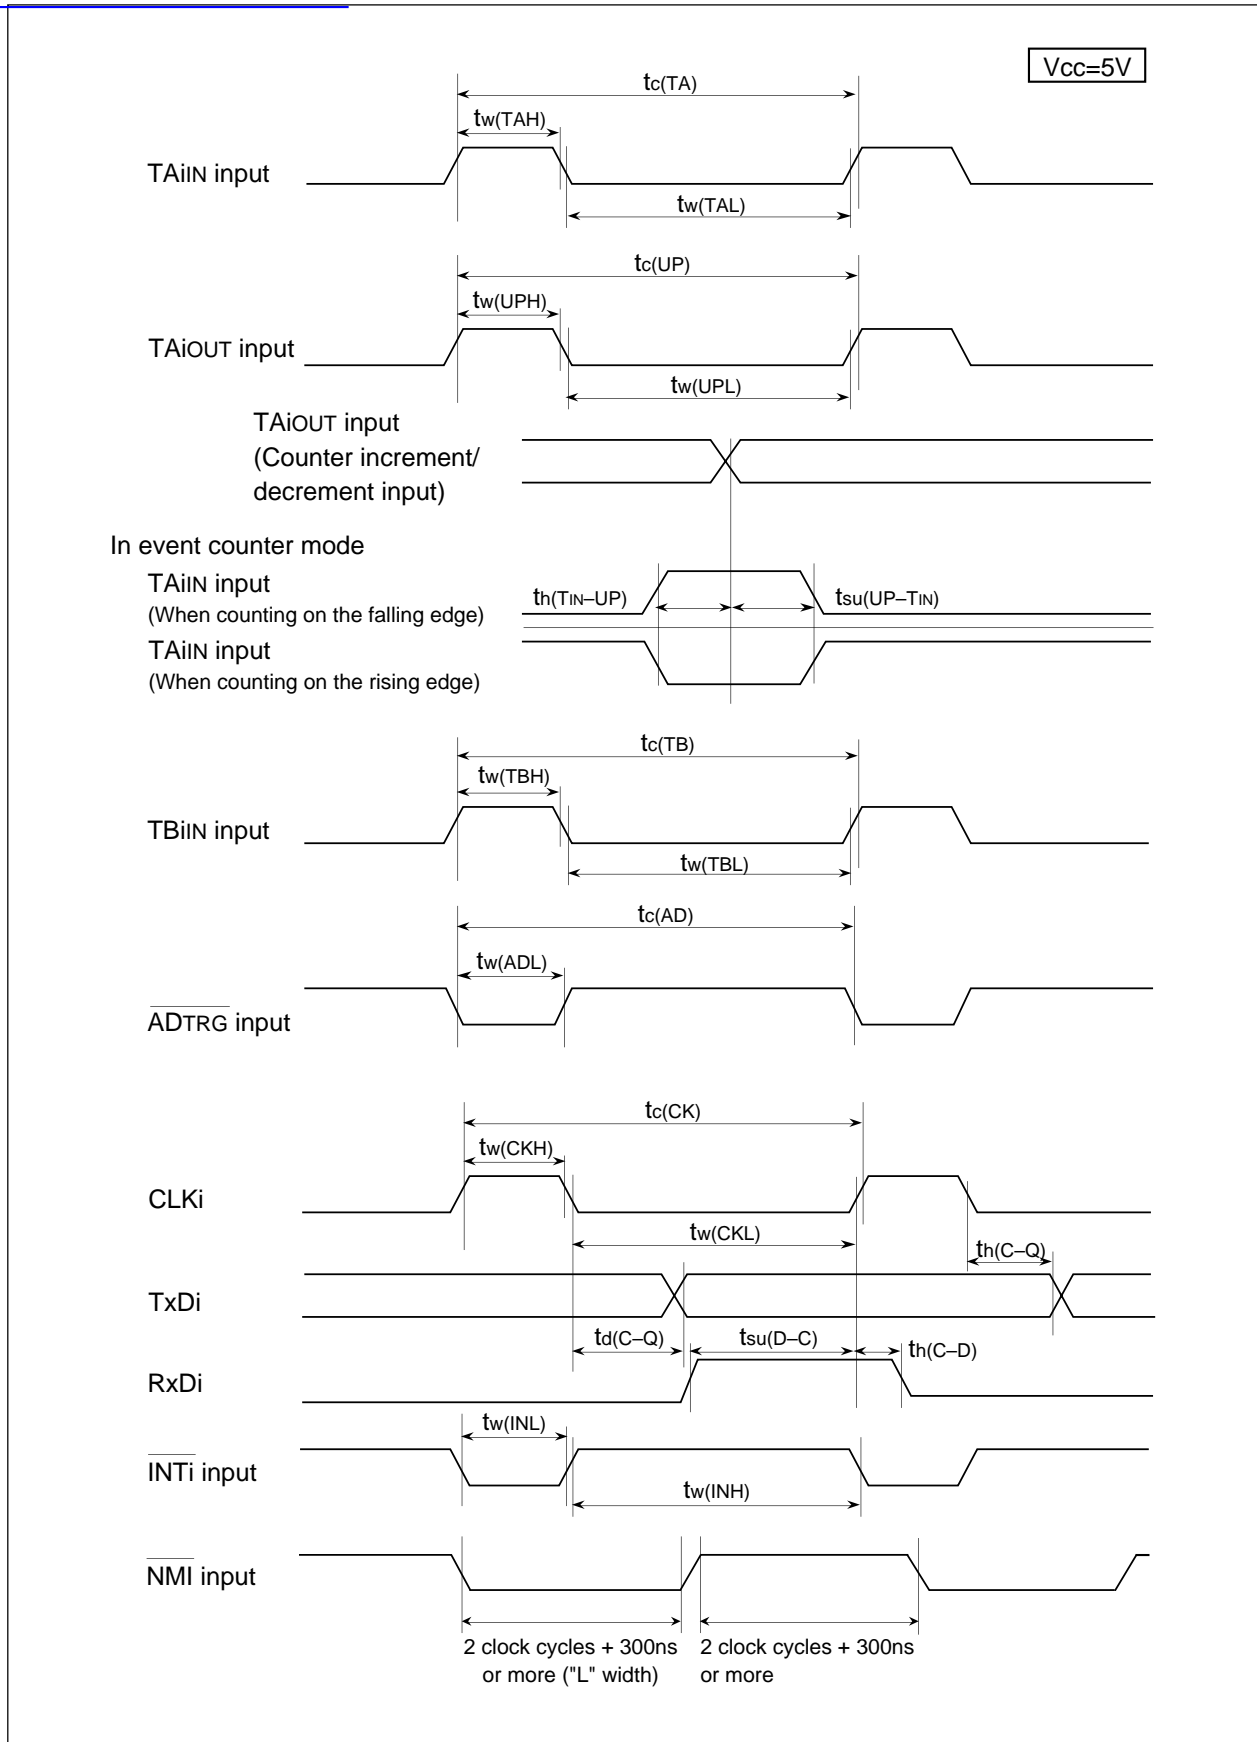 Vcc=5V
tc(TA)
tw(TAH)
TAiIN input
tw(TAL)
tc(UP)
tw(UPH)
TAiOUT input
tw(UPL)
TAiOUT input
(Counter increment/
decrement input)
In event counter mode
TAiIN input
(When counting on the falling edge)
th(TIN–UP)
tsu(UP–TIN)
TAiIN input
(When counting on the rising edge)
tc(TB)
tw(TBH)
TBiIN input
tw(TBL)
tc(AD)
tw(ADL)
ADTRG input
tc(CK)
tw(CKH)
CLKi
tw(CKL)
th(C–Q)
TxDi
td(C–Q)
tsu(D–C)
th(C–D)
RxDi
tw(INL)
INTi input
tw(INH)
NMI input
2 clock cycles + 300ns
or more ("L" width)
2 clock cycles + 300ns
or more